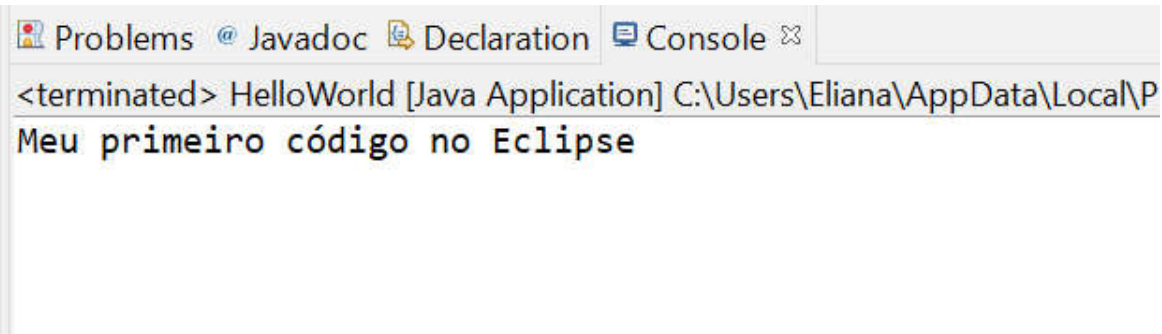 Problems @ Javadoc Declaration Console
<terminated> HelloWorld [Java Application] C:\Users\Eliana\AppData\Local\P
Meu primeiro código no Eclipse